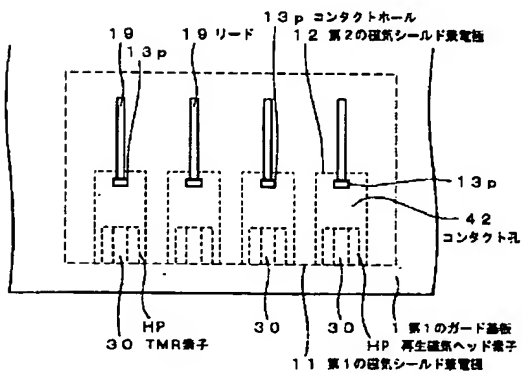 19
13p
19 リード
13p コンタクトホール
12 第2の磁気シールド兼電極
13p
42
コンタクト孔
HP
30 TMR素子
30
30
HP 再生磁気ヘッド素子
1 第1のガード基板
11 第1の磁気シールド兼電極